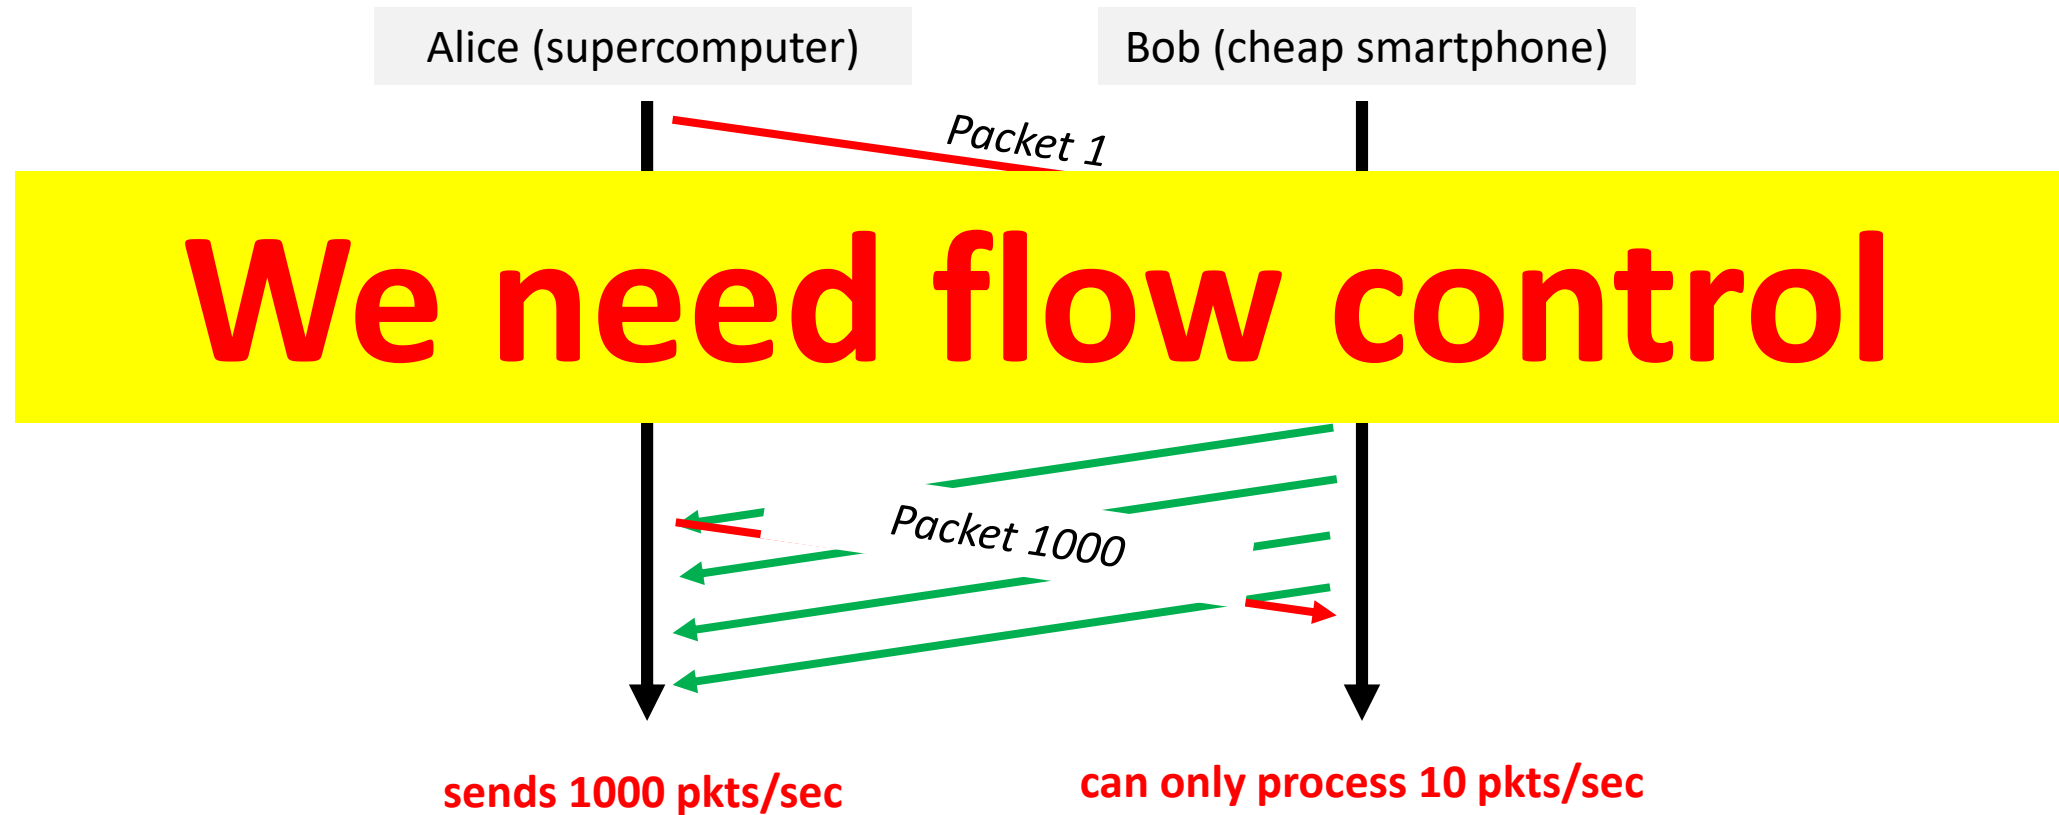 Alice (supercomputer)
Bob (cheap smartphone)
Packet 1
We need flow control
Packet 1000
sends 1000 pkts/sec
can only process 10 pkts/sec